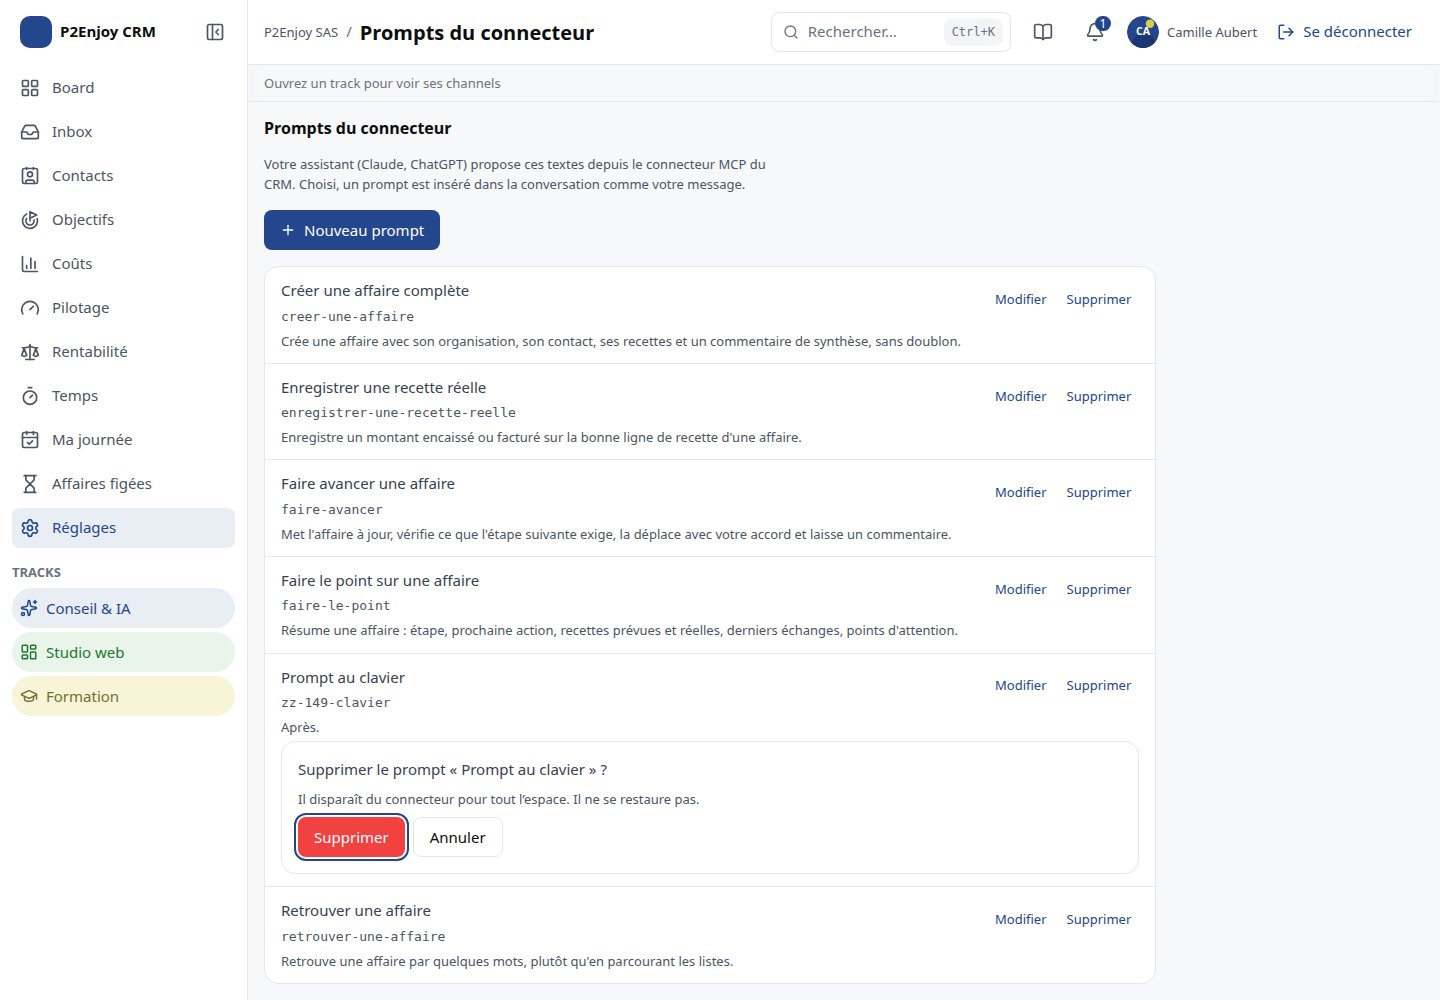 P2Enjoy CRM
Board
Inbox
Contacts
Objectifs
Coûts
Pilotage
Rentabilité
Temps
Ma journée
Affaires figées
Réglages
TRACKS
Conseil & IA
Studio web
Formation
P2Enjoy SAS / Prompts du connecteur
Rechercher... Ctrl+K
1
CA Camille Aubert
Se déconnecter
Ouvrez un track pour voir ses channels
Prompts du connecteur
Votre assistant (Claude, ChatGPT) propose ces textes depuis le connecteur MCP du
CRM. Choisi, un prompt est inséré dans la conversation comme votre message.
Nouveau prompt
Créer une affaire complète
Modifier Supprimer
creer-une-affaire
Crée une affaire avec son organisation, son contact, ses recettes et un commentaire de synthèse, sans doublon.
Enregistrer une recette réelle
Modifier Supprimer
enregistrer-une-recette-reelle
Enregistre un montant encaissé ou facturé sur la bonne ligne de recette d'une affaire.
Faire avancer une affaire
Modifier Supprimer
faire-avancer
Met l'affaire à jour, vérifie ce que l'étape suivante exige, la déplace avec votre accord et laisse un commentaire.
Faire le point sur une affaire
Modifier Supprimer
faire-le-point
Résume une affaire : étape, prochaine action, recettes prévues et réelles, derniers échanges, points d'attention.
Prompt au clavier
Modifier Supprimer
zz-149-clavier
Après.
Supprimer le prompt « Prompt au clavier » ?
Il disparaît du connecteur pour tout l'espace. Il ne se restaure pas.
Supprimer Annuler
Retrouver une affaire
Modifier Supprimer
retrouver-une-affaire
Retrouve une affaire par quelques mots, plutôt qu'en parcourant les listes.